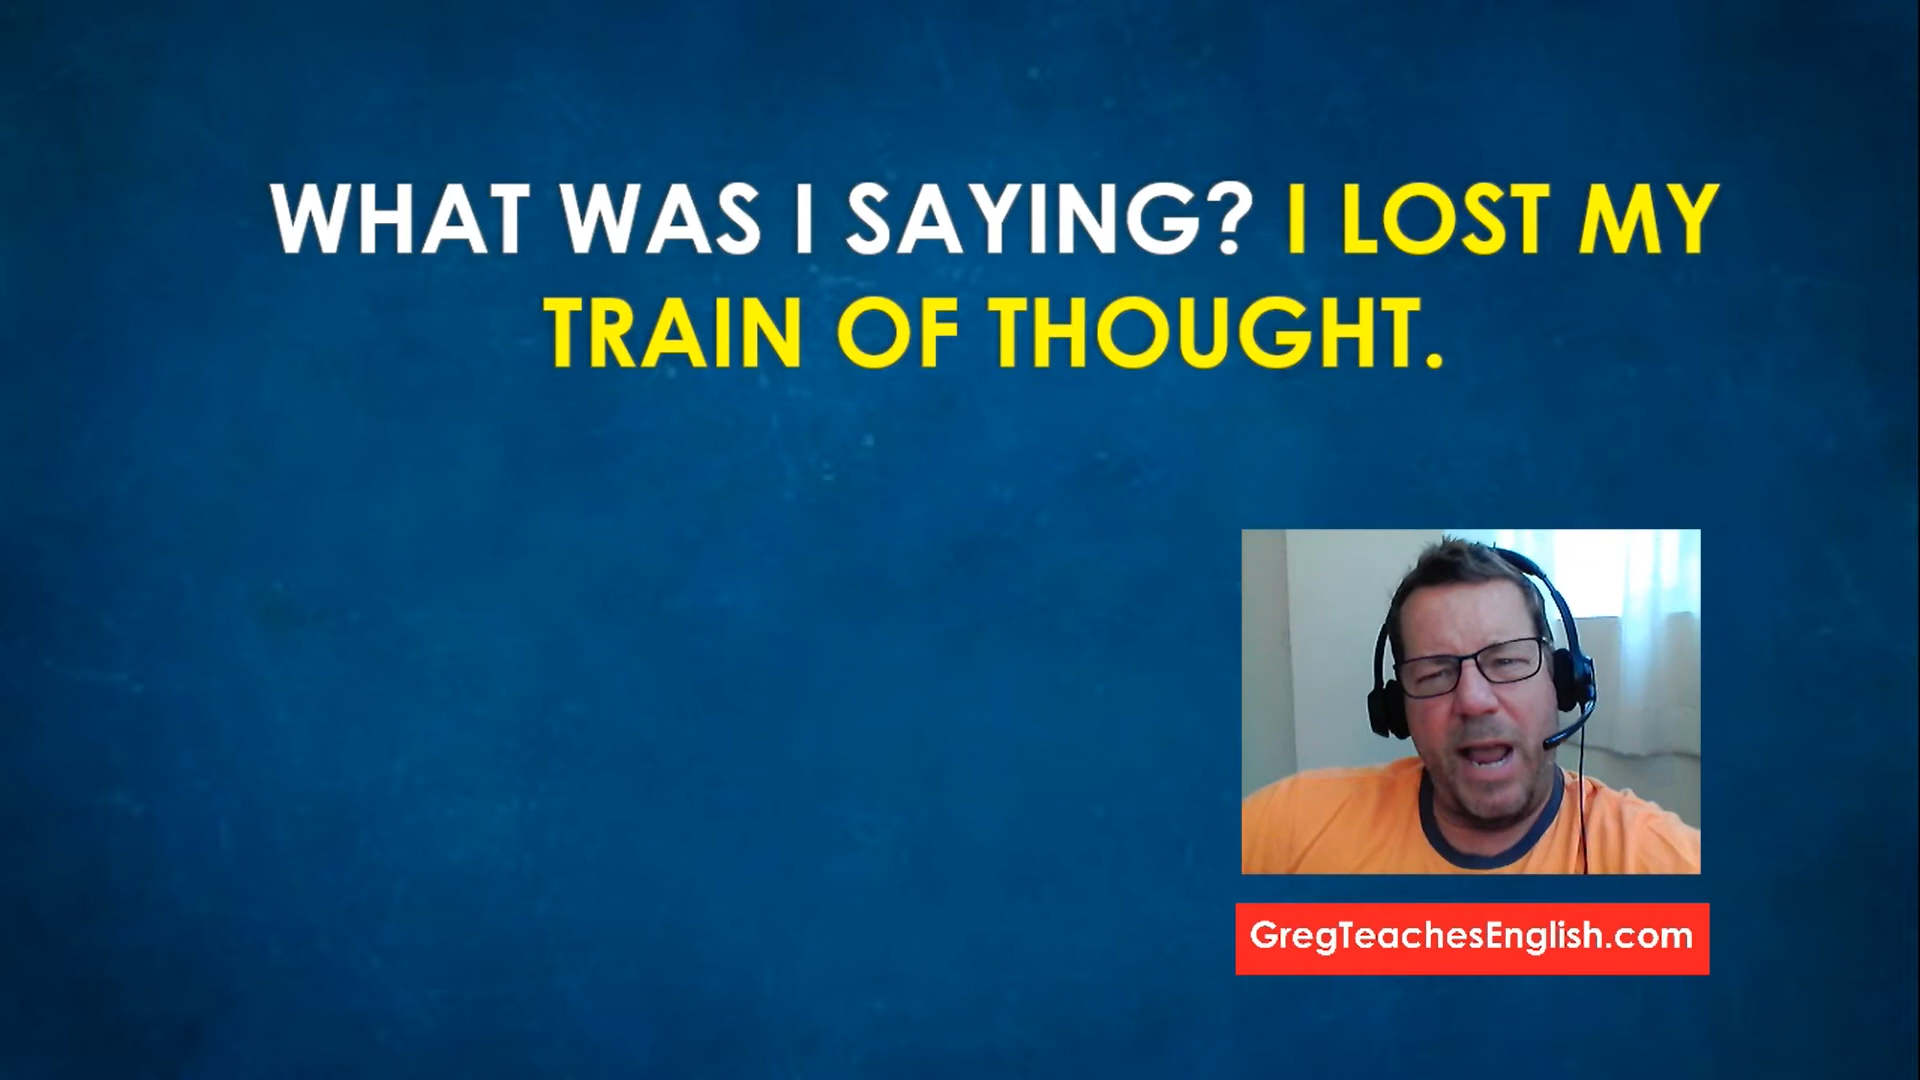 WHAT WAS I SAYING? I LOST MY
TRAIN OF THOUGHT.
GregTeachesEnglish.com